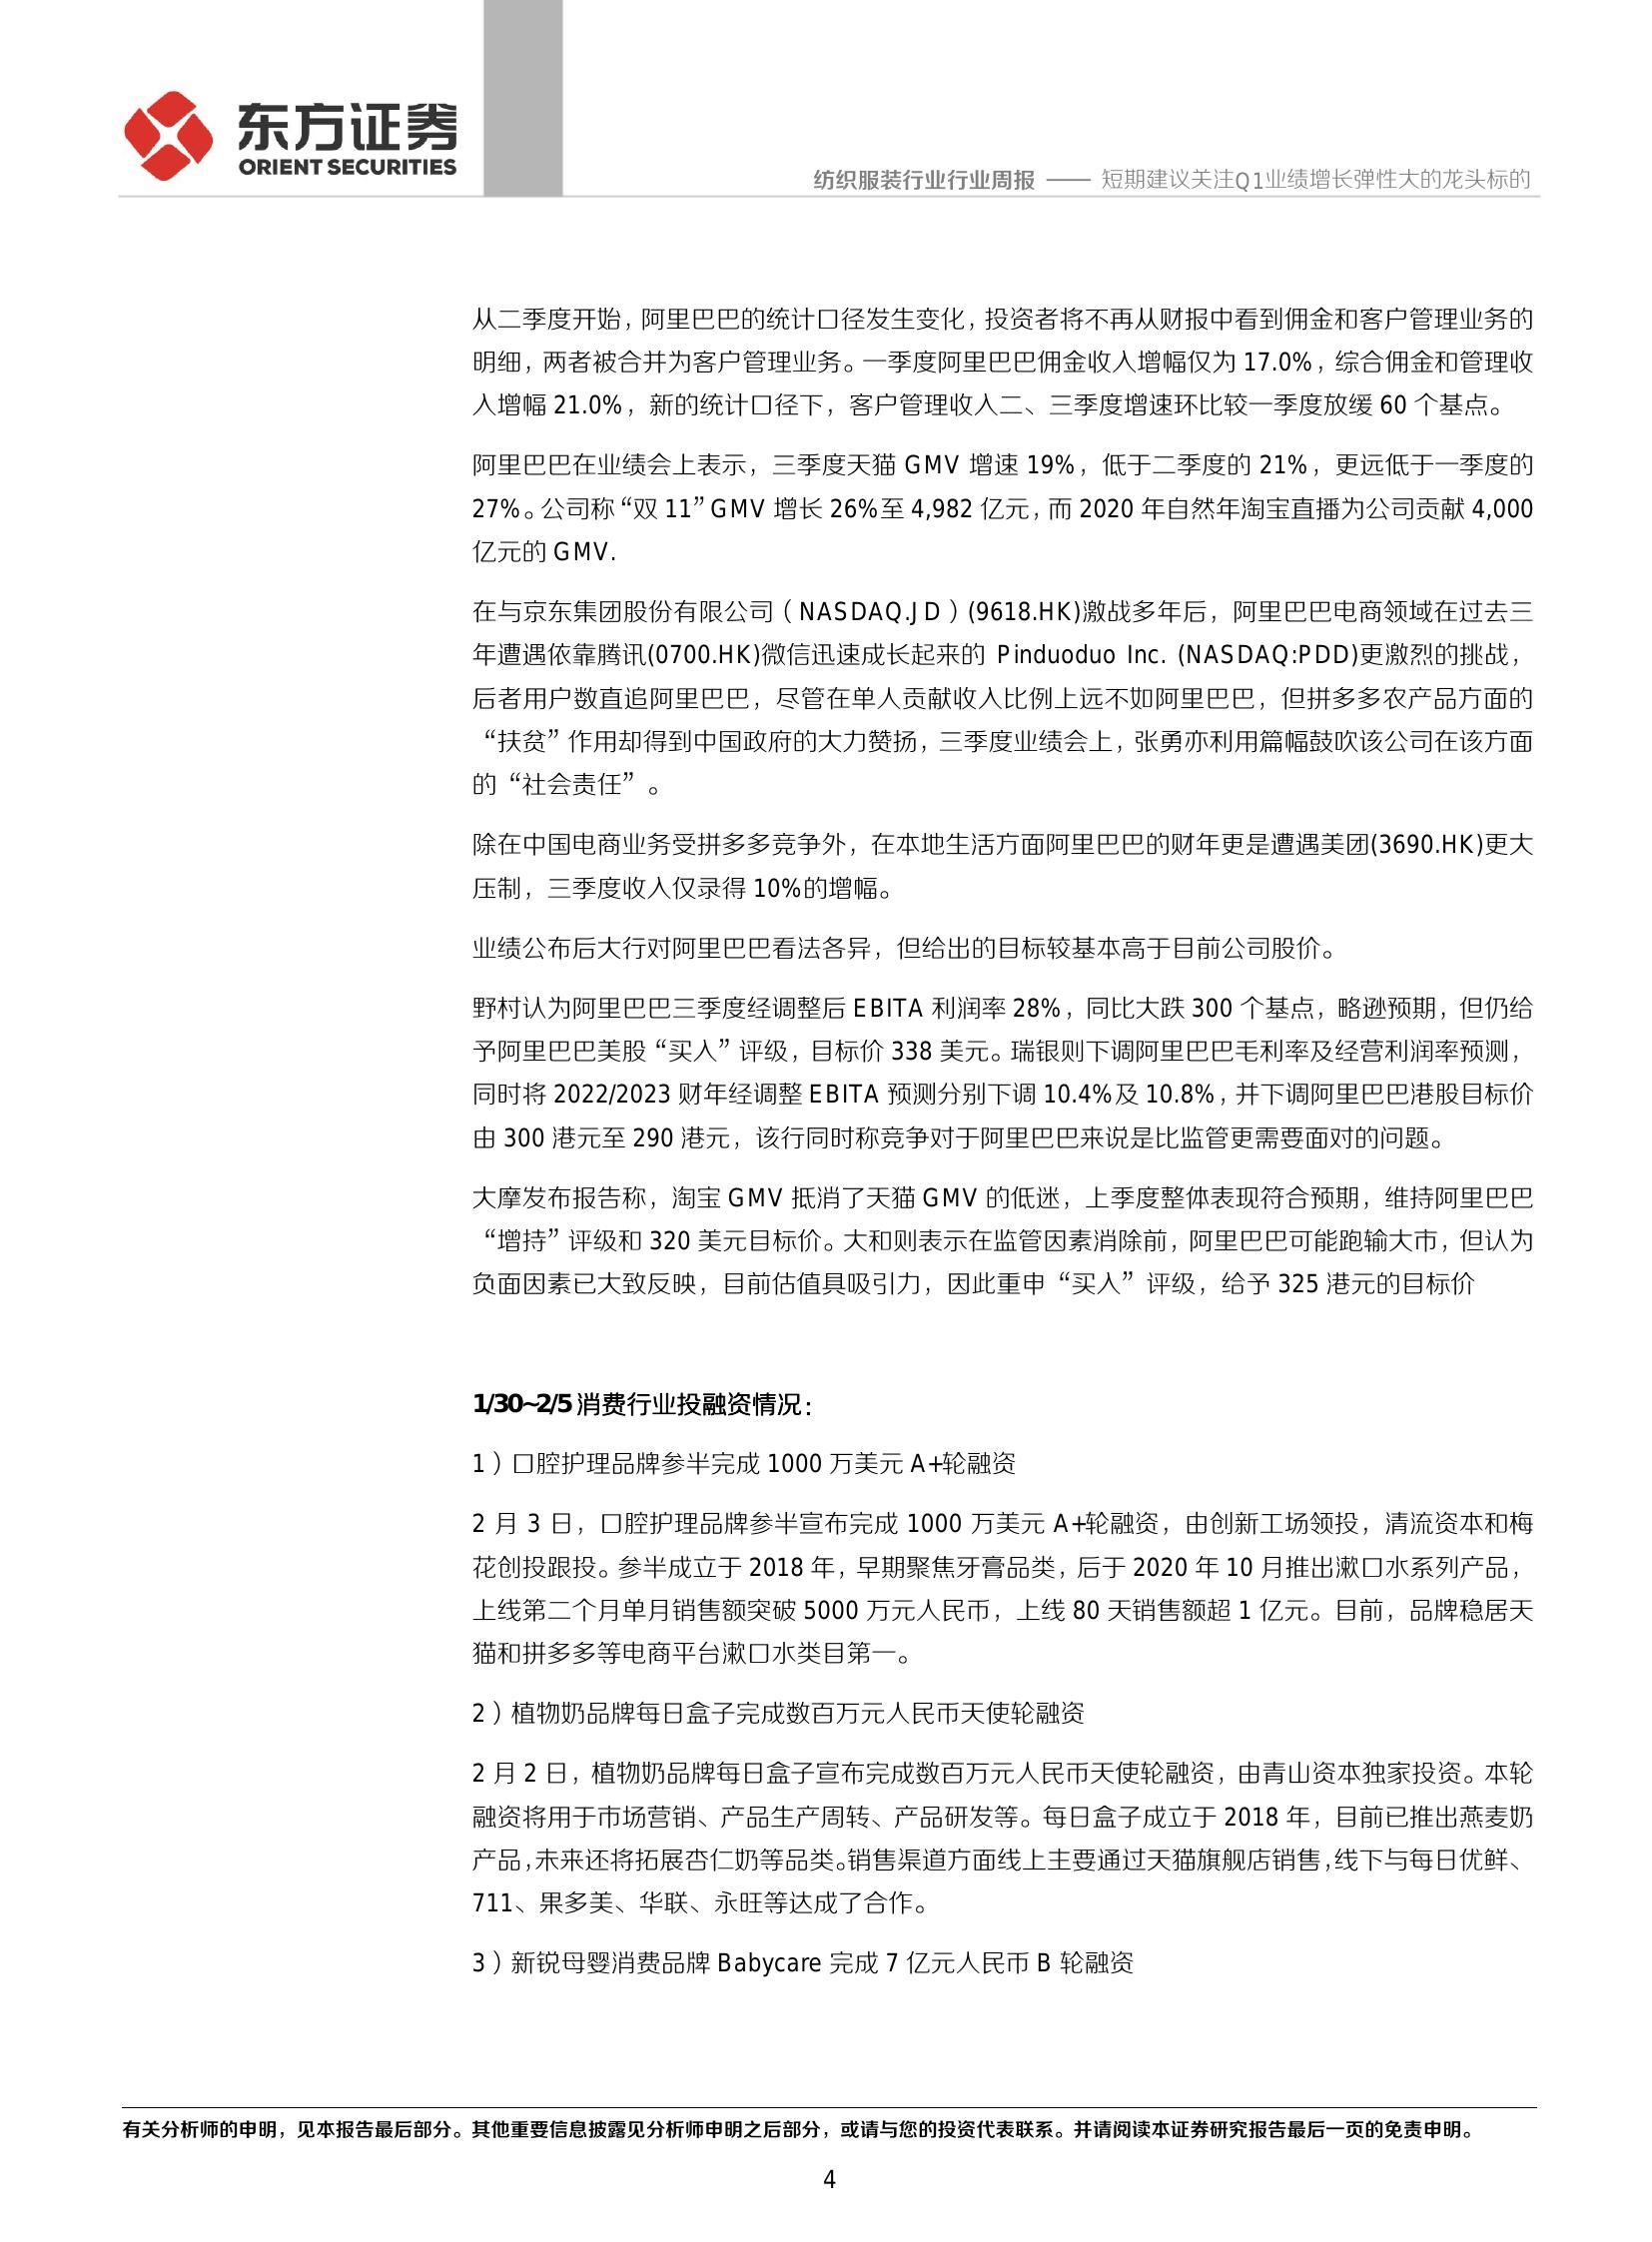 东方证券
ORIENT SECURITIES
纺织服装行业行业周报 —— 短期建议关注Q1业绩增长弹性大的龙头标的
从二季度开始，阿里巴巴的统计口径发生变化，投资者将不再从财报中看到佣金和客户管理业务的
明细，两者被合并为客户管理业务。一季度阿里巴巴佣金收入增幅仅为 17.0%，综合佣金和管理收
入增幅 21.0%，新的统计口径下，客户管理收入二、三季度增速环比较一季度放缓 60 个基点。
阿里巴巴在业绩会上表示，三季度天猫 GMV 增速 19%，低于二季度的 21%，更远低于一季度的
27%。公司称“双 11”GMV 增长 26%至 4,982 亿元，而 2020 年自然年淘宝直播为公司贡献 4,000
亿元的 GMV.
在与京东集团股份有限公司（NASDAQ.JD）(9618.HK)激战多年后，阿里巴巴电商领域在过去三
年遭遇依靠腾讯(0700.HK)微信迅速成长起来的 Pinduoduo Inc. (NASDAQ:PDD)更激烈的挑战，
后者用户数直追阿里巴巴，尽管在单人贡献收入比例上远不如阿里巴巴，但拼多多农产品方面的
“扶贫”作用却得到中国政府的大力赞扬，三季度业绩会上，张勇亦利用篇幅鼓吹该公司在该方面
的“社会责任”。
除在中国电商业务受拼多多竞争外，在本地生活方面阿里巴巴的财年更是遭遇美团(3690.HK)更大
压制，三季度收入仅录得 10%的增幅。
业绩公布后大行对阿里巴巴看法各异，但给出的目标较基本高于目前公司股价。
野村认为阿里巴巴三季度经调整后 EBITA 利润率 28%，同比大跌 300 个基点，略逊预期，但仍给
予阿里巴巴美股“买入”评级，目标价 338 美元。瑞银则下调阿里巴巴毛利率及经营利润率预测，
同时将 2022/2023 财年经调整 EBITA 预测分别下调 10.4%及 10.8%，并下调阿里巴巴港股目标价
由 300 港元至 290 港元，该行同时称竞争对于阿里巴巴来说是比监管更需要面对的问题。
大摩发布报告称，淘宝 GMV 抵消了天猫 GMV 的低迷，上季度整体表现符合预期，维持阿里巴巴
“增持”评级和 320 美元目标价。大和则表示在监管因素消除前，阿里巴巴可能跑输大市，但认为
负面因素已大致反映，目前估值具吸引力，因此重申“买入”评级，给予 325 港元的目标价
1/30~2/5 消费行业投融资情况：
1）口腔护理品牌参半完成 1000 万美元 A+轮融资
2 月 3 日，口腔护理品牌参半宣布完成 1000 万美元 A+轮融资，由创新工场领投，清流资本和梅
花创投跟投。参半成立于 2018 年，早期聚焦牙膏品类，后于 2020 年 10 月推出漱口水系列产品，
上线第二个月单月销售额突破 5000 万元人民币，上线 80 天销售额超 1 亿元。目前，品牌稳居天
猫和拼多多等电商平台漱口水类目第一。
2）植物奶品牌每日盒子完成数百万元人民币天使轮融资
2 月 2 日，植物奶品牌每日盒子宣布完成数百万元人民币天使轮融资，由青山资本独家投资。本轮
融资将用于市场营销、产品生产周转、产品研发等。每日盒子成立于 2018 年，目前已推出燕麦奶
产品，未来还将拓展杏仁奶等品类。销售渠道方面线上主要通过天猫旗舰店销售，线下与每日优鲜、
711、果多美、华联、永旺等达成了合作。
3）新锐母婴消费品牌 Babycare 完成 7 亿元人民币 B 轮融资
有关分析师的申明，见本报告最后部分。其他重要信息披露见分析师申明之后部分，或请与您的投资代表联系。并请阅读本证券研究报告最后一页的免责申明。
4